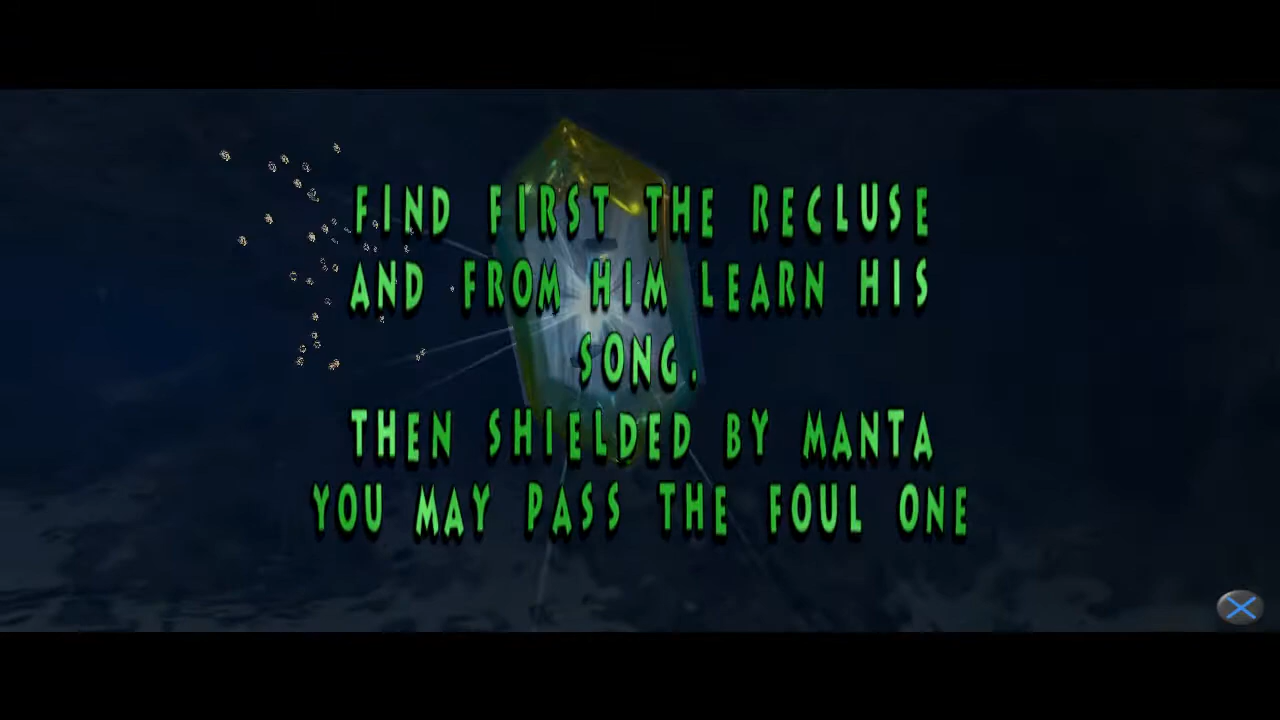 FIND FIRST THE RECLUSE
AND FROM HIM LEARN HIS
SONG.
THEN SHIELDED BY MANTA
YOU MAY PASS THE FOUL ONE